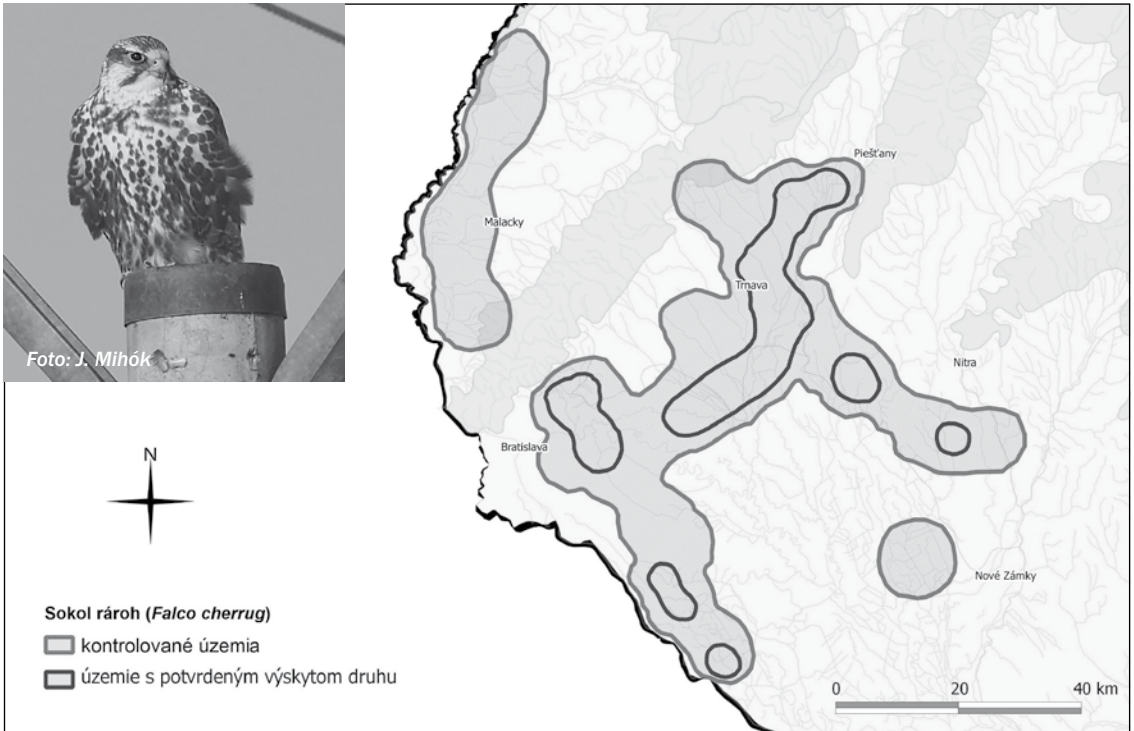 Foto: J. Mihók
Piešťany
Malacky
Trnava
Nitra
Bratislava
N
Nové Zámky
Sokol rároh (Falco cherrug)
kontrolované územia
územie s potvrdeným výskytom druhu
0 20 40 km